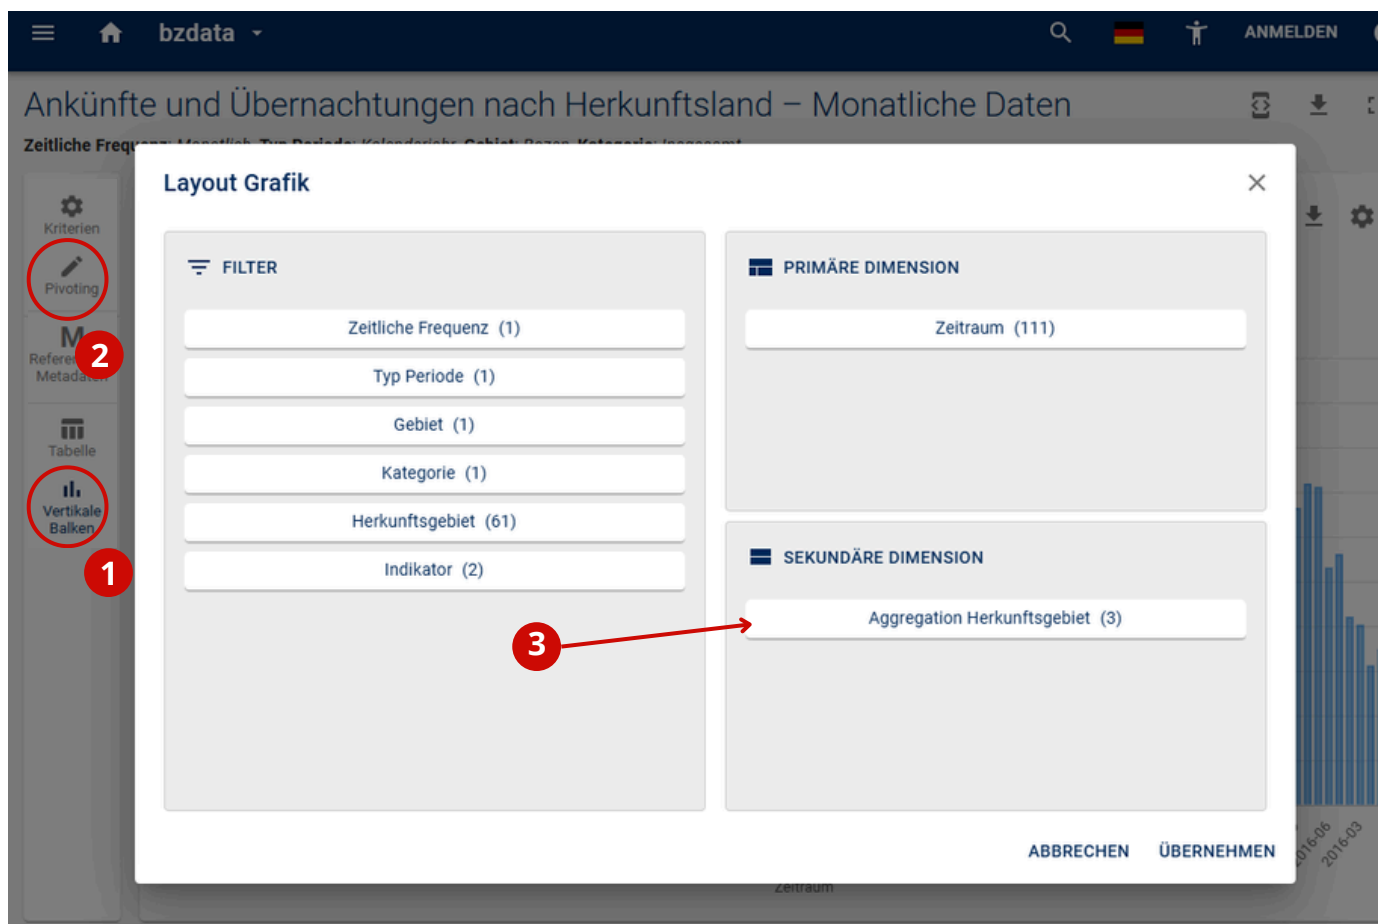 bzdata
ANMELDEN
Ankünfte und Übernachtungen nach Herkunftsland – Monatliche Daten
Zeitliche
Layout Grafik
Kriterien
Pivoting
2
M
Metadaten
Tabelle
Vertikale
Balken
1
FILTER
Zeitliche Frequenz (1)
Typ Periode (1)
Gebiet (1)
Kategorie (1)
Herkunftsgebiet (61)
Indikator (2)
3
PRIMÄRE DIMENSION
Zeitraum (111)
SEKUNDÄRE DIMENSION
Aggregation Herkunftsgebiet (3)
ABBRECHEN ÜBERNEHMEN
2016-06
2016-03
Zeitraum